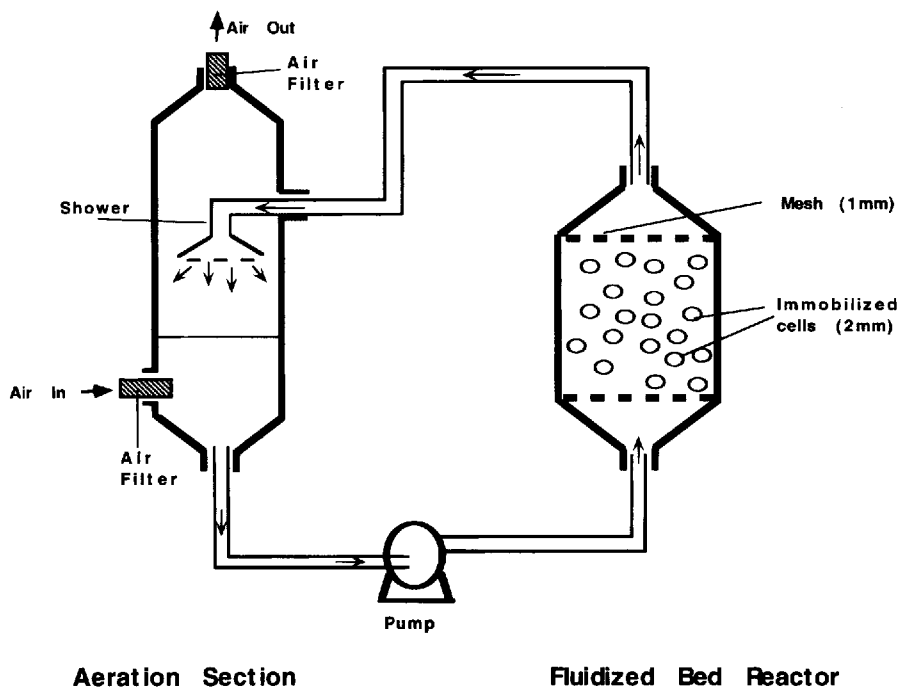 Air Out
Air
Filter
Shower
Mesh (1mm)
Immobilized
cells (2mm)
Air In
Air
Filter
Pump
Aeration Section
Fluidized Bed Reactor